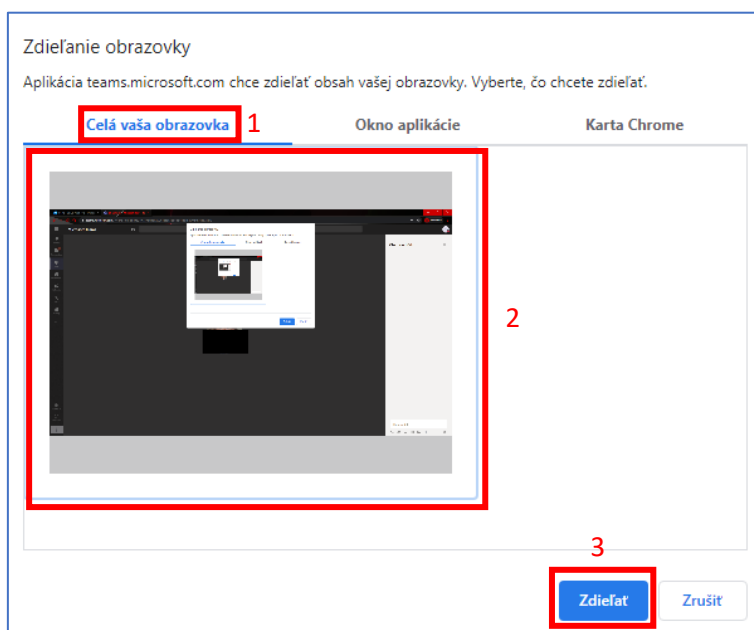 Zdieľanie obrazovky
Aplikácia teams.microsoft.com chce zdieľať obsah vašej obrazovky. Vyberte, čo chcete zdieľať.
Celá vaša obrazovka 1 Okno aplikácie Karta Chrome
2
3
Zdieľať Zrušiť